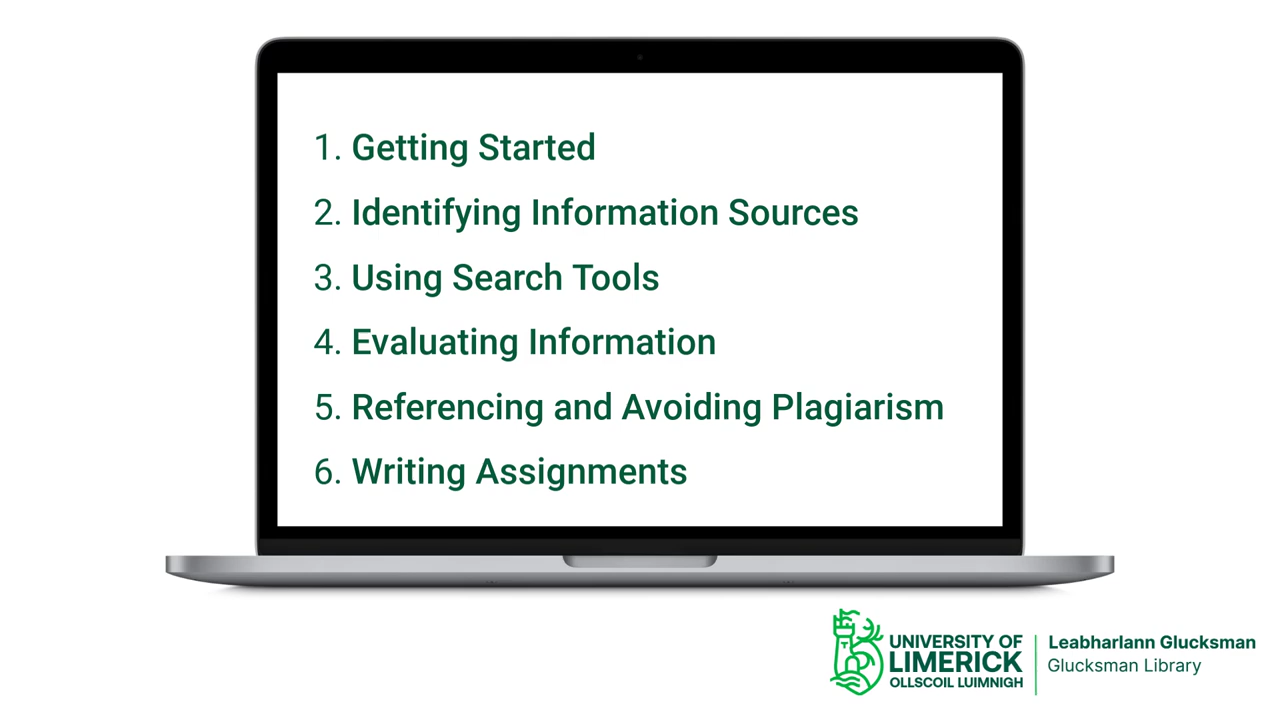 1. Getting Started
2. Identifying Information Sources
3. Using Search Tools
4. Evaluating Information
5. Referencing and Avoiding Plagiarism
6. Writing Assignments
UNIVERSITY OF
LIMERICK
OLLSCOIL LUIMNIGH
Leabharlann Glucksman
Glucksman Library